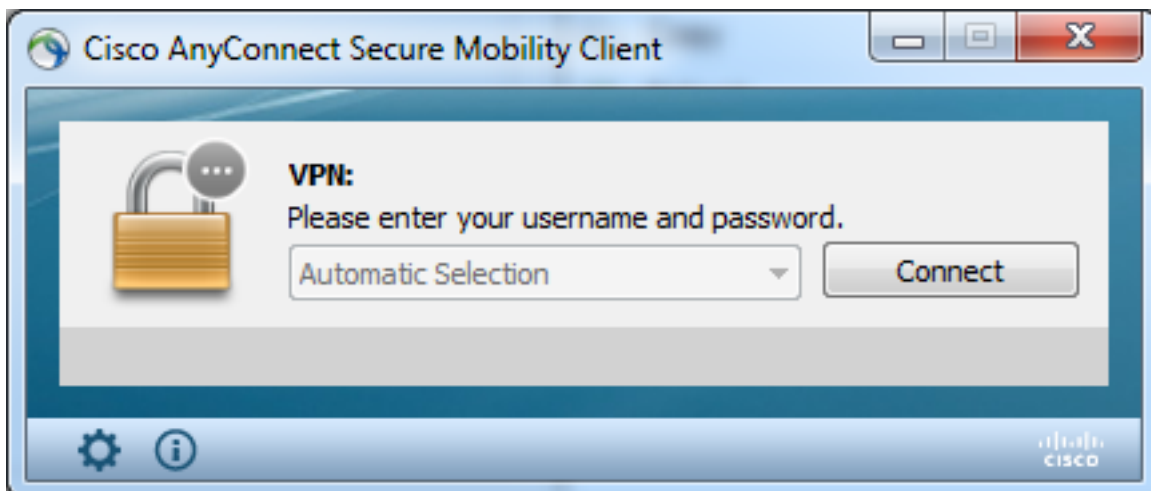 Cisco AnyConnect Secure Mobility Client
VPN:
Please enter your username and password.
Automatic Selection
Connect
CISCO